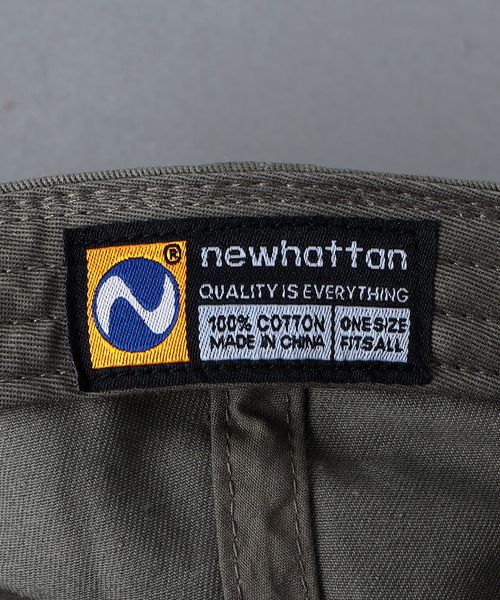 ®
newhattan
QUALITY IS EVERYTHING
100% COTTON
MADE IN CHINA
ONE SIZE
FITS ALL